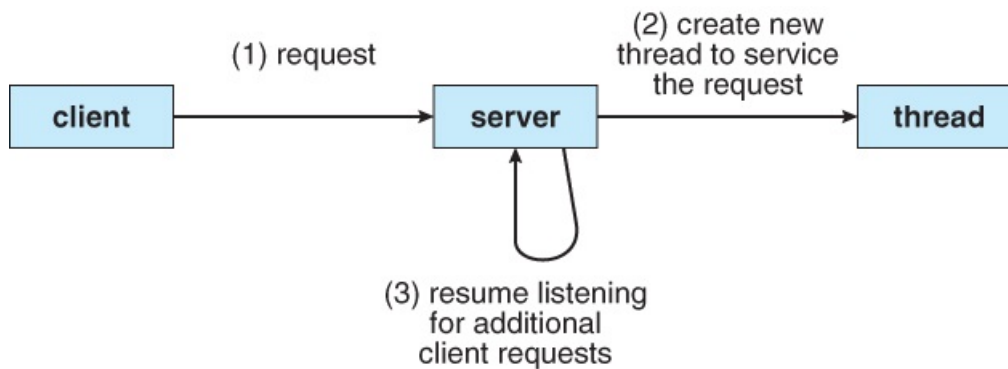 (1) request
(2) create new
thread to service
the request
client
server
thread
(3) resume listening
for additional
client requests